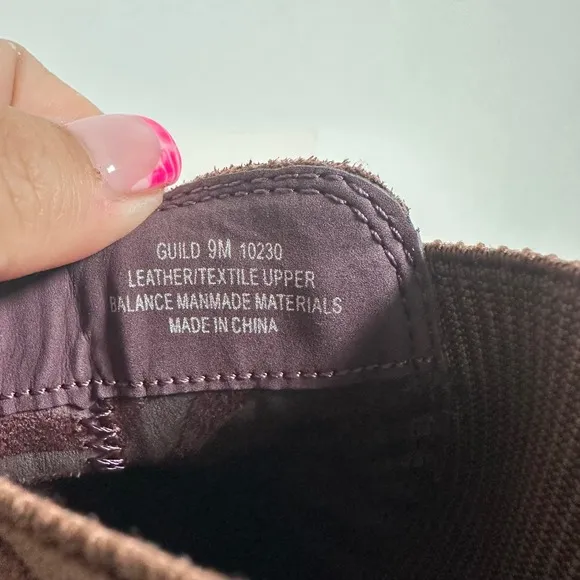 GUILD 9M 10230
LEATHER/TEXTILE UPPER
BALANCE MANMADE MATERIALS
MADE IN CHINA